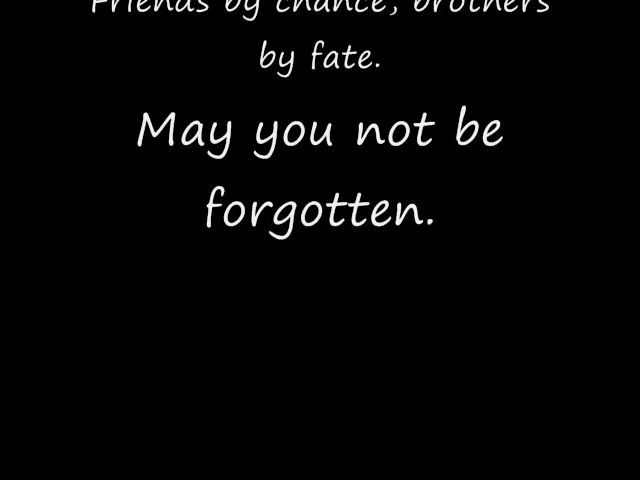 Friends by chance, brothers
by fate.
May you not be
forgotten.